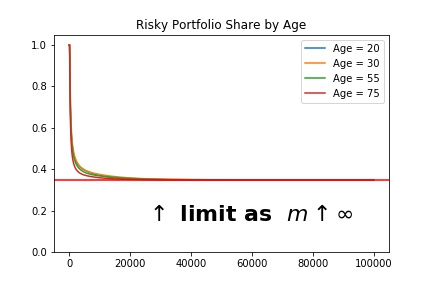 Risky Portfolio Share by Age
1.0
0.8
0.6
0.4
0.2
0.0
Age = 20
Age = 30
Age = 55
Age = 75
↑ limit as m ↑ ∞
0 20000 40000 60000 80000 100000